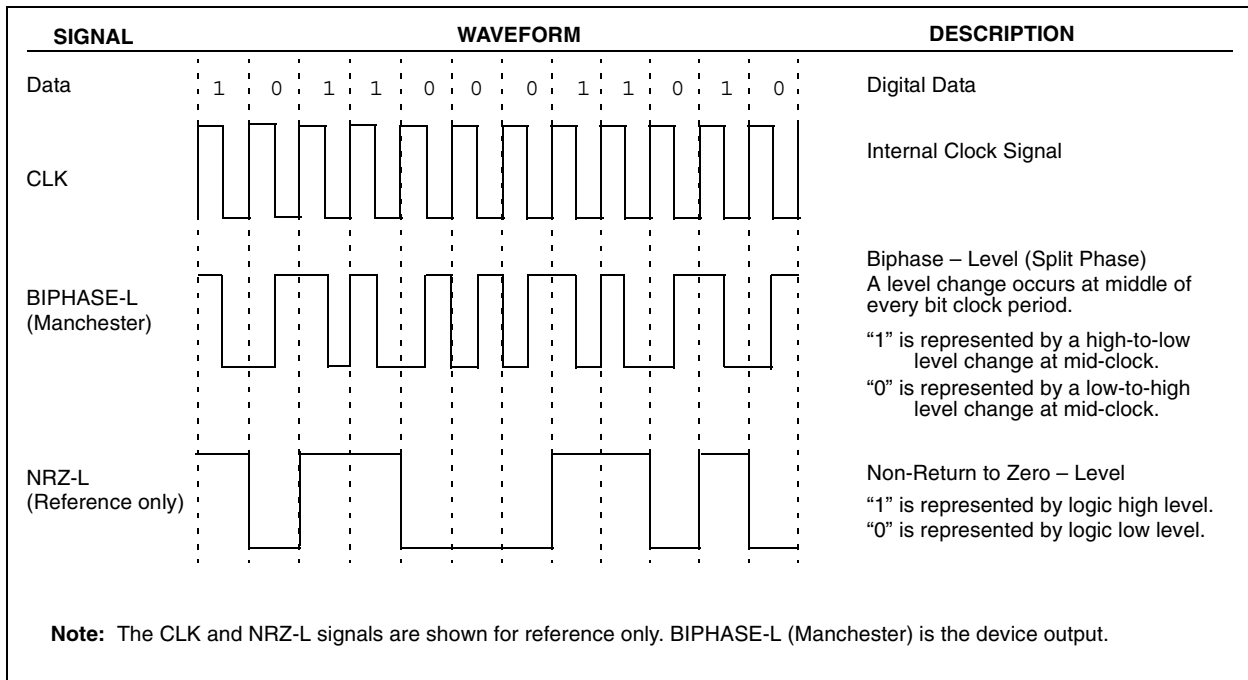 SIGNAL WAVEFORM DESCRIPTION
Data 1 0 1 1 0 0 0 1 1 0 1 0 Digital Data
CLK Internal Clock Signal
BIPHASE-L
(Manchester)
Biphase – Level (Split Phase)
A level change occurs at middle of
every bit clock period.
“1” is represented by a high-to-low
level change at mid-clock.
“0” is represented by a low-to-high
level change at mid-clock.
NRZ-L
(Reference only)
Non-Return to Zero – Level
“1” is represented by logic high level.
“0” is represented by logic low level.
Note: The CLK and NRZ-L signals are shown for reference only. BIPHASE-L (Manchester) is the device output.